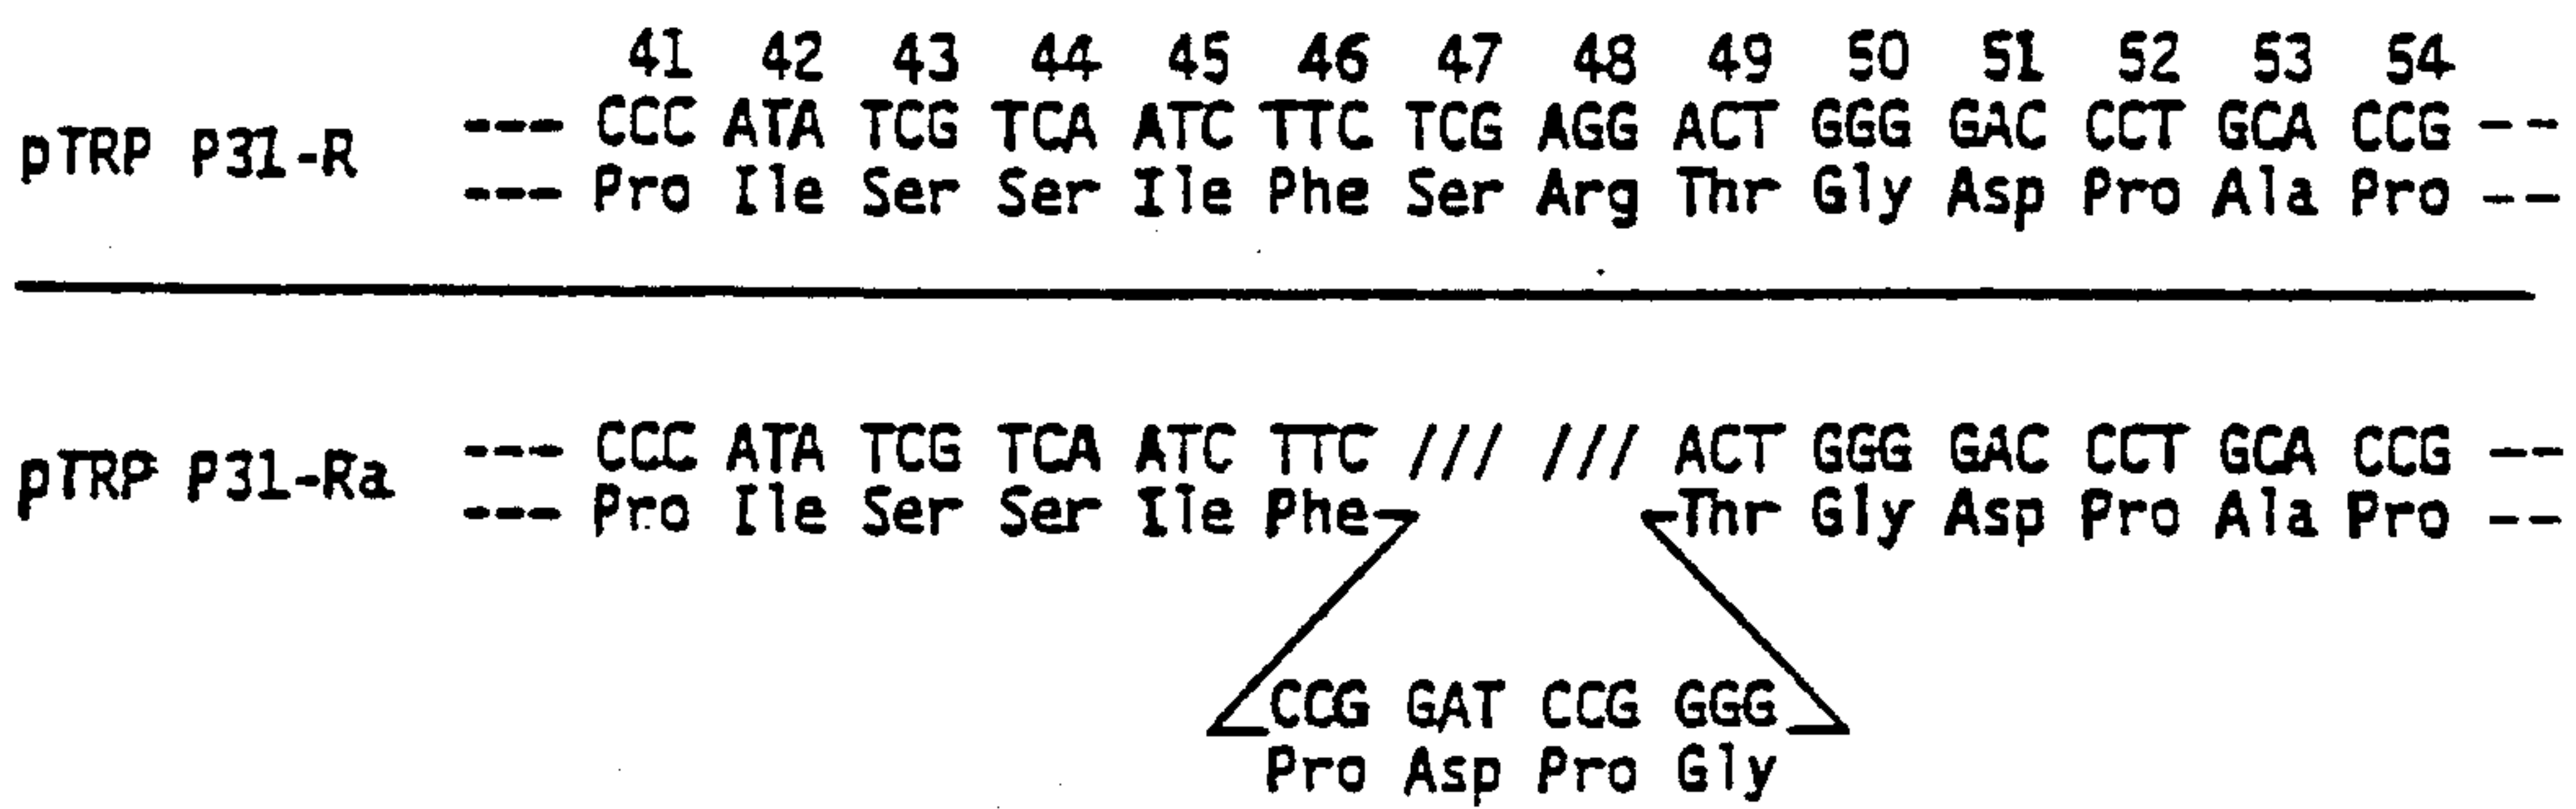 41 42 43 44 45 46 47 48 49 50 51 52 53 54
pTRP P31-R --- CCC ATA TCG TCA ATC TTC TCG AGG ACT GGG GAC CCT GCA CCG --
--- Pro Ile Ser Ser Ile Phe Ser Arg Thr Gly Asp Pro Ala Pro --
pTRP P31-Ra --- CCC ATA TCG TCA ATC TTC /// /// ACT GGG GAC CCT GCA CCG --
--- Pro Ile Ser Ser Ile Phe Thr Gly Asp Pro Ala Pro --
CCG GAT CCG GGG
Pro Asp Pro Gly